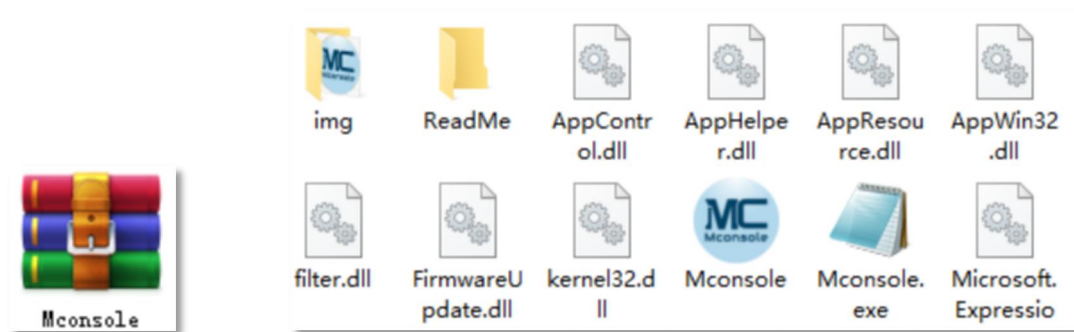 MC
Mconsole
img
ReadMe
AppContr
ol.dll
AppHelpe
r.dll
AppResou
rce.dll
AppWin32
.dll
MC
Mconsole
filter.dll
FirmwareU
pdate.dll
kernel32.d
ll
Mconsole
Mconsole.
exe
Microsoft.
Expressio
Mconsole